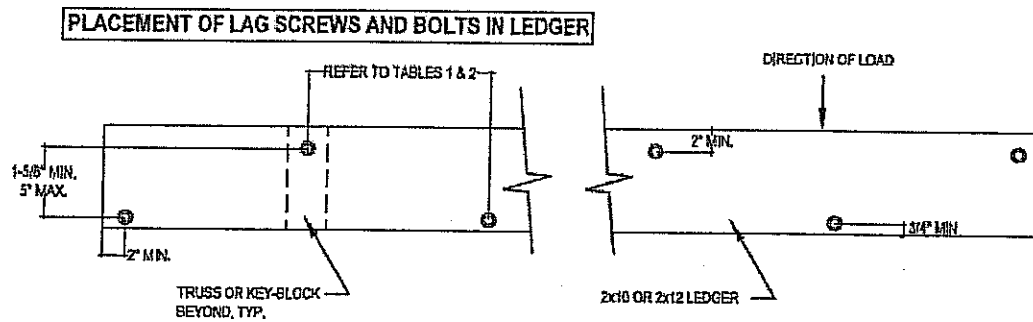 PLACEMENT OF LAG SCREWS AND BOLTS IN LEDGER
REFER TO TABLES 1 & 2
DIRECTION OF LOAD
1-5/8" MIN.
5" MAX.
2" MIN.
2" MIN.
3/4" MIN
TRUSS OR KEY-BLOCK
BEYOND, TYP.
2x10 OR 2x12 LEDGER